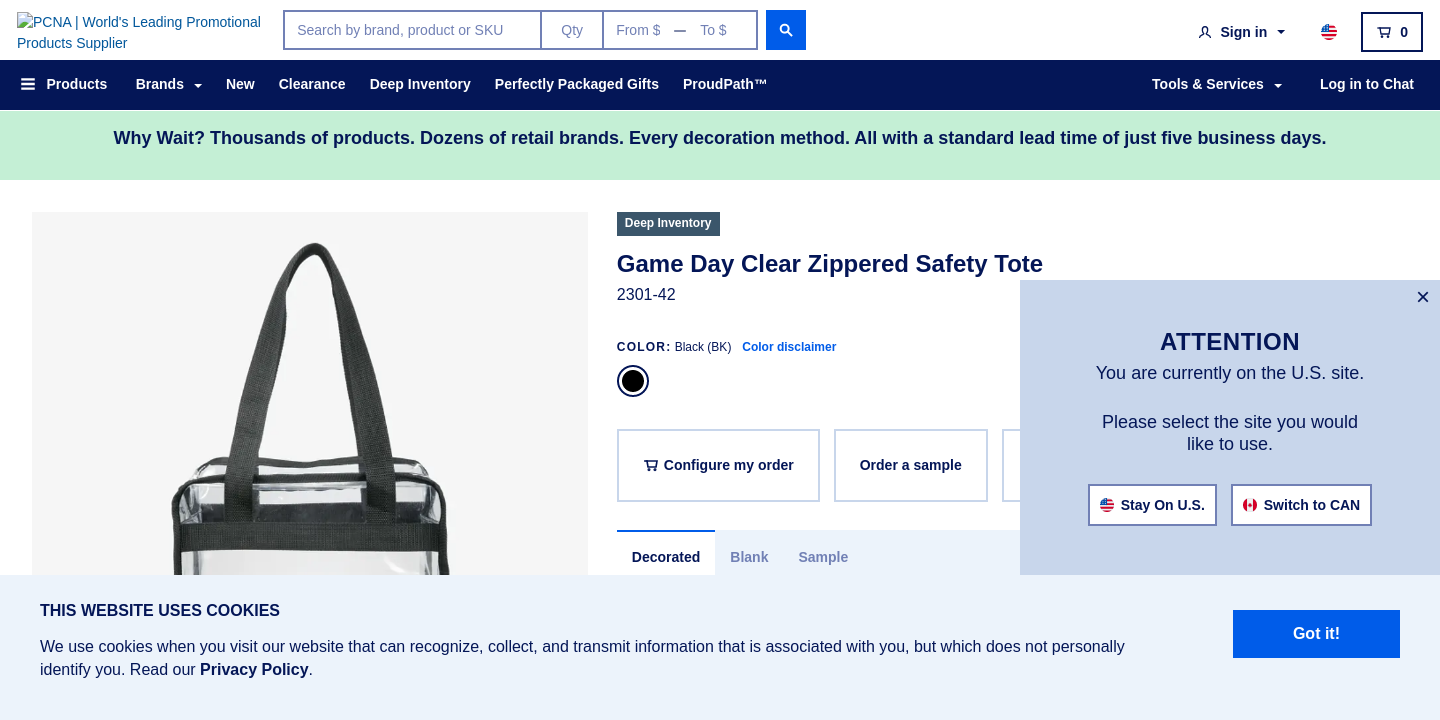 PCNA | World's Leading Promotional
Products Supplier
Search by brand, product or SKU
Qty
From $
To $
Sign in
0
Products
Brands
New
Clearance
Deep Inventory
Perfectly Packaged Gifts
ProudPath™
Tools & Services
Log in to Chat
Why Wait? Thousands of products. Dozens of retail brands. Every decoration method. All with a standard lead time of just five business days.
Deep Inventory
Game Day Clear Zippered Safety Tote
2301-42
COLOR: Black (BK) Color disclaimer
Configure my order
Order a sample
Decorated
Blank
Sample
×
ATTENTION
You are currently on the U.S. site.
Please select the site you would
like to use.
Stay On U.S.
Switch to CAN
THIS WEBSITE USES COOKIES
We use cookies when you visit our website that can recognize, collect, and transmit information that is associated with you, but which does not personally
identify you. Read our Privacy Policy.
Got it!